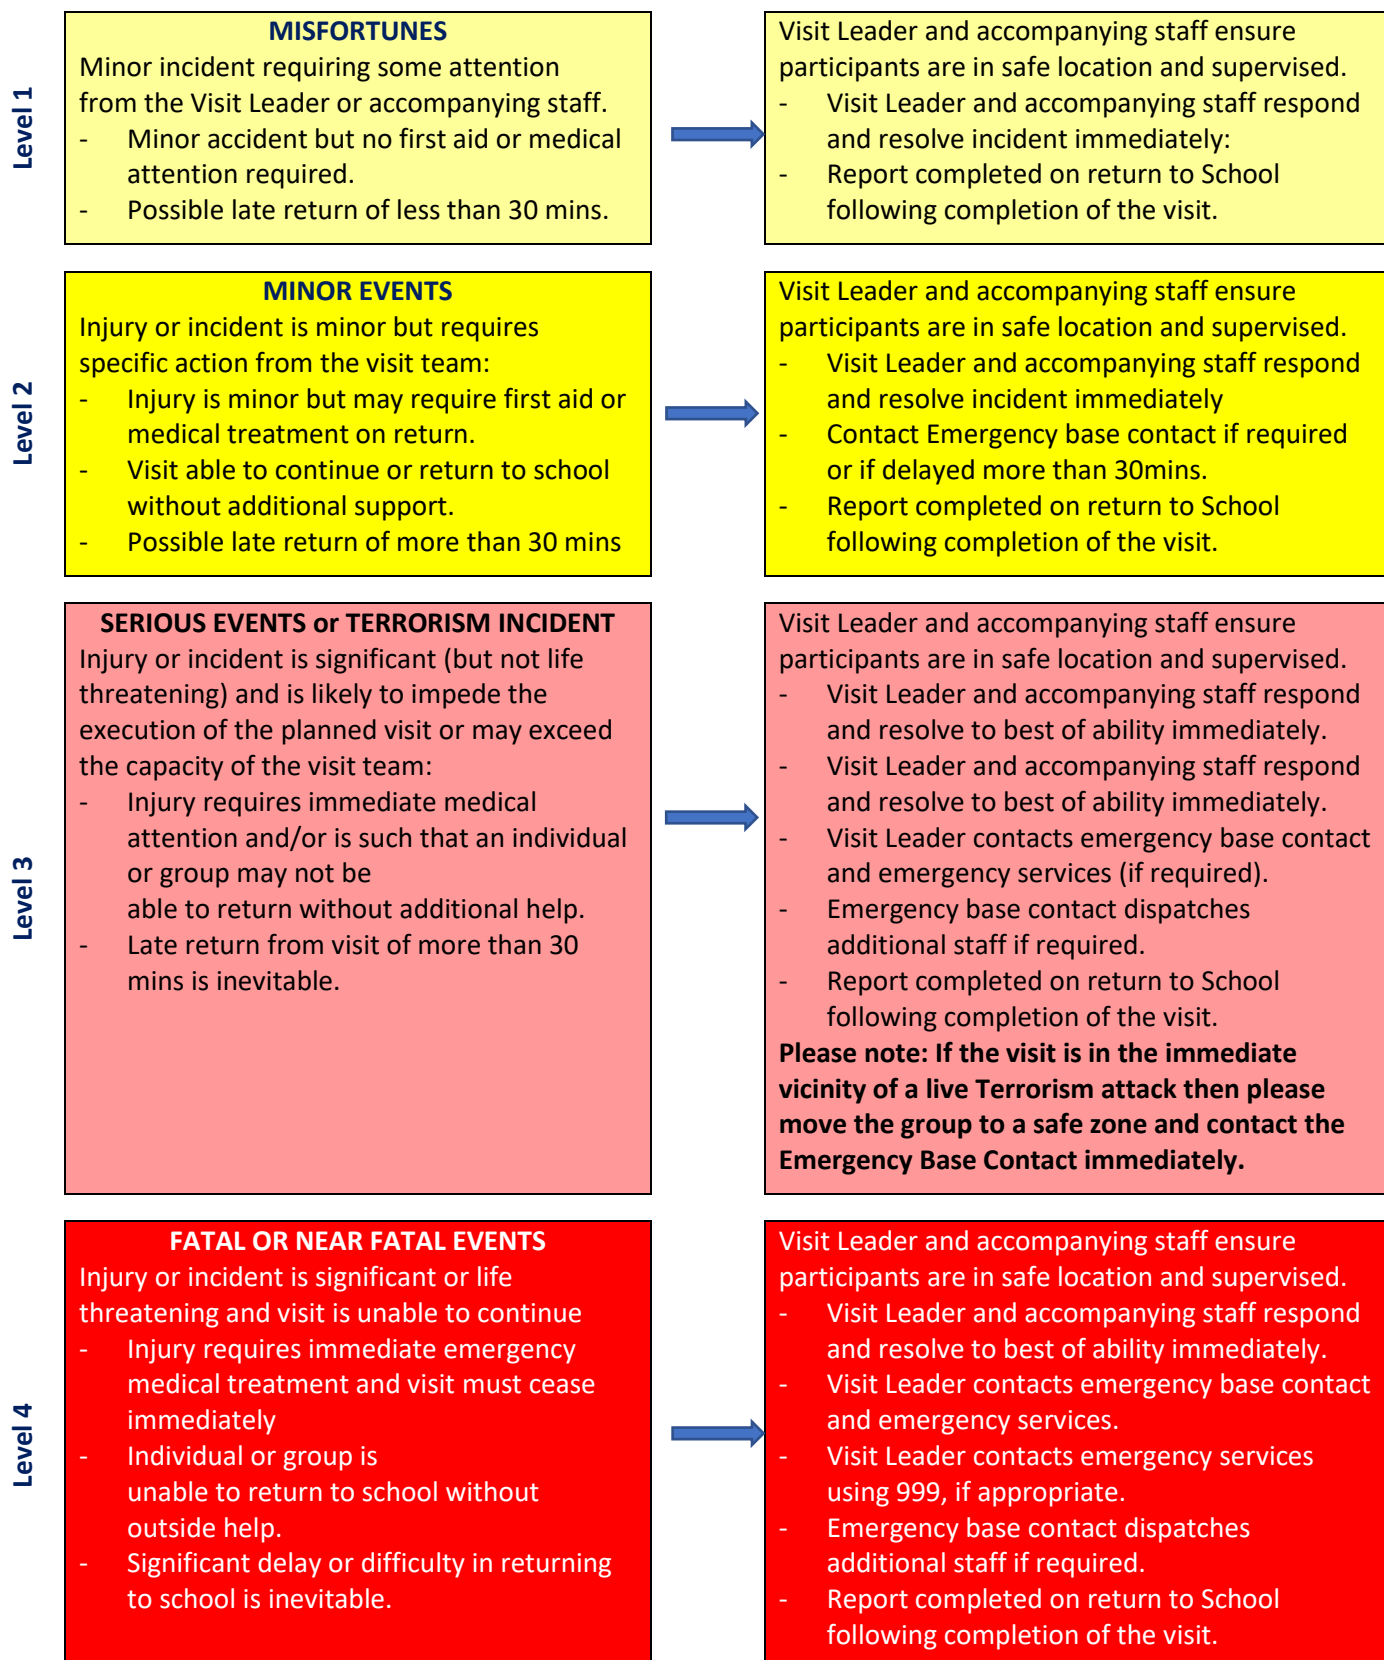 Level 1
MISFORTUNES
Minor incident requiring some attention
from the Visit Leader or accompanying staff.
- Minor accident but no first aid or medical
attention required.
- Possible late return of less than 30 mins.
Visit Leader and accompanying staff ensure
participants are in safe location and supervised.
- Visit Leader and accompanying staff respond
and resolve incident immediately:
- Report completed on return to School
following completion of the visit.
Level 2
MINOR EVENTS
Injury or incident is minor but requires
specific action from the visit team:
- Injury is minor but may require first aid or
medical treatment on return.
- Visit able to continue or return to school
without additional support.
- Possible late return of more than 30 mins
Visit Leader and accompanying staff ensure
participants are in safe location and supervised.
- Visit Leader and accompanying staff respond
and resolve incident immediately
- Contact Emergency base contact if required
or if delayed more than 30mins.
- Report completed on return to School
following completion of the visit.
Level 3
SERIOUS EVENTS or TERRORISM INCIDENT
Injury or incident is significant (but not life
threatening) and is likely to impede the
execution of the planned visit or may exceed
the capacity of the visit team:
- Injury requires immediate medical
attention and/or is such that an individual
or group may not be
able to return without additional help.
- Late return from visit of more than 30
mins is inevitable.
Visit Leader and accompanying staff ensure
participants are in safe location and supervised.
- Visit Leader and accompanying staff respond
and resolve to best of ability immediately.
- Visit Leader and accompanying staff respond
and resolve to best of ability immediately.
- Visit Leader contacts emergency base contact
and emergency services (if required).
- Emergency base contact dispatches
additional staff if required.
- Report completed on return to School
following completion of the visit.
Please note: If the visit is in the immediate
vicinity of a live Terrorism attack then please
move the group to a safe zone and contact the
Emergency Base Contact immediately.
Level 4
FATAL OR NEAR FATAL EVENTS
Injury or incident is significant or life
threatening and visit is unable to continue
- Injury requires immediate emergency
medical treatment and visit must cease
immediately
- Individual or group is
unable to return to school without
outside help.
- Significant delay or difficulty in returning
to school is inevitable.
Visit Leader and accompanying staff ensure
participants are in safe location and supervised.
- Visit Leader and accompanying staff respond
and resolve to best of ability immediately.
- Visit Leader contacts emergency base contact
and emergency services.
- Visit Leader contacts emergency services
using 999, if appropriate.
- Emergency base contact dispatches
additional staff if required.
- Report completed on return to School
following completion of the visit.